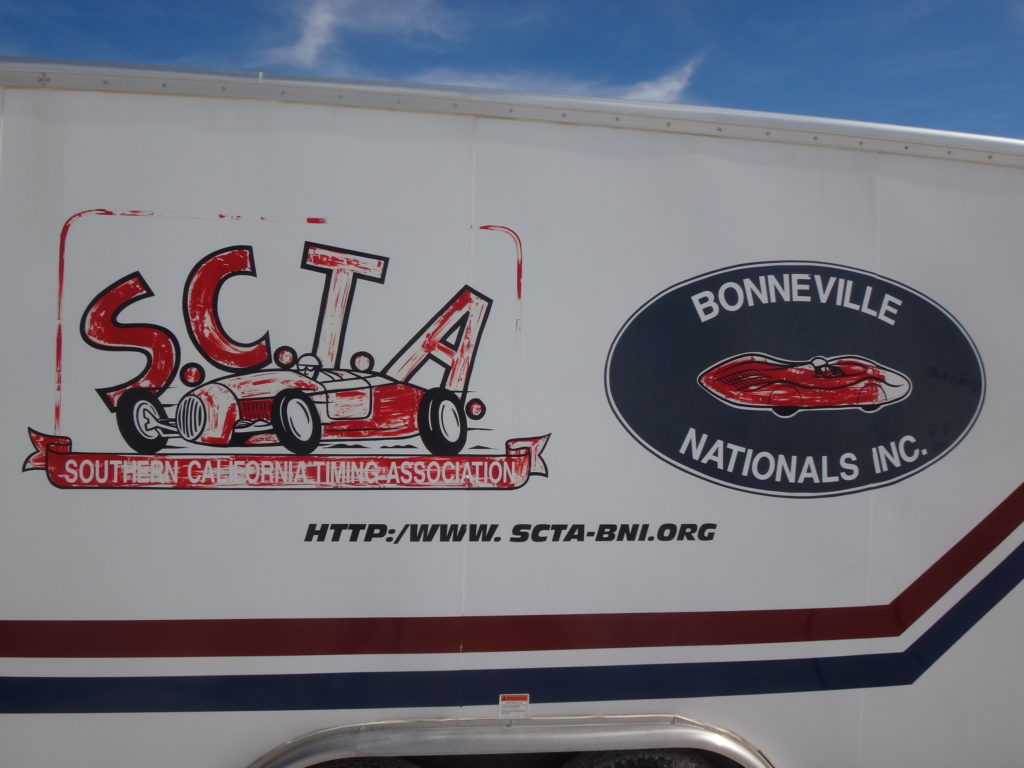 S.C.T.A
SOUTHERN CALIFORNIA TIMING ASSOCIATION
BONNEVILLE
NATIONALS INC.
HTTP:/WWW. SCTA-BNI.ORG